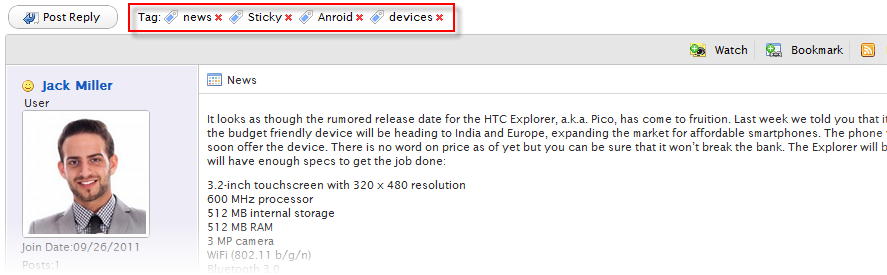 Post Reply Tag: news Sticky Anroid devices
Watch Bookmark
Jack Miller
User
News
It looks as though the rumored release date for the HTC Explorer, a.k.a. Pico, has come to fruition. Last week we told you that it
the budget friendly device will be heading to India and Europe, expanding the market for affordable smartphones. The phone
soon offer the device. There is no word on price as of yet but you can be sure that it won't break the bank. The Explorer will b
will have enough specs to get the job done:
3.2-inch touchscreen with 320 x 480 resolution
600 MHz processor
512 MB internal storage
512 MB RAM
3 MP camera
WiFi (802.11 b/g/n)
Bluetooth 3.0
Join Date:09/26/2011
Posts:1